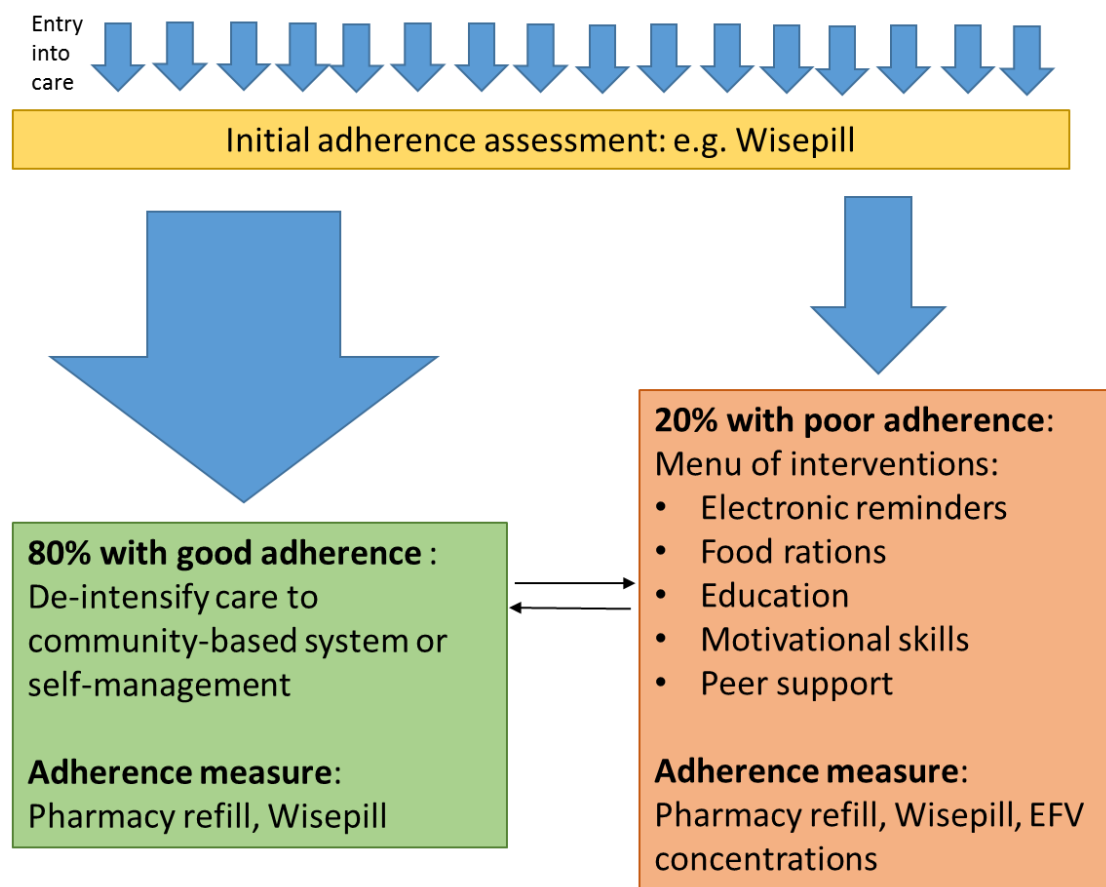 Entry
into
care
Initial adherence assessment: e.g. Wisepill
80% with good adherence :
De-intensify care to
community-based system or
self-management
Adherence measure:
Pharmacy refill, Wisepill
20% with poor adherence:
Menu of interventions:
• Electronic reminders
• Food rations
• Education
• Motivational skills
• Peer support
Adherence measure:
Pharmacy refill, Wisepill, EFV
concentrations